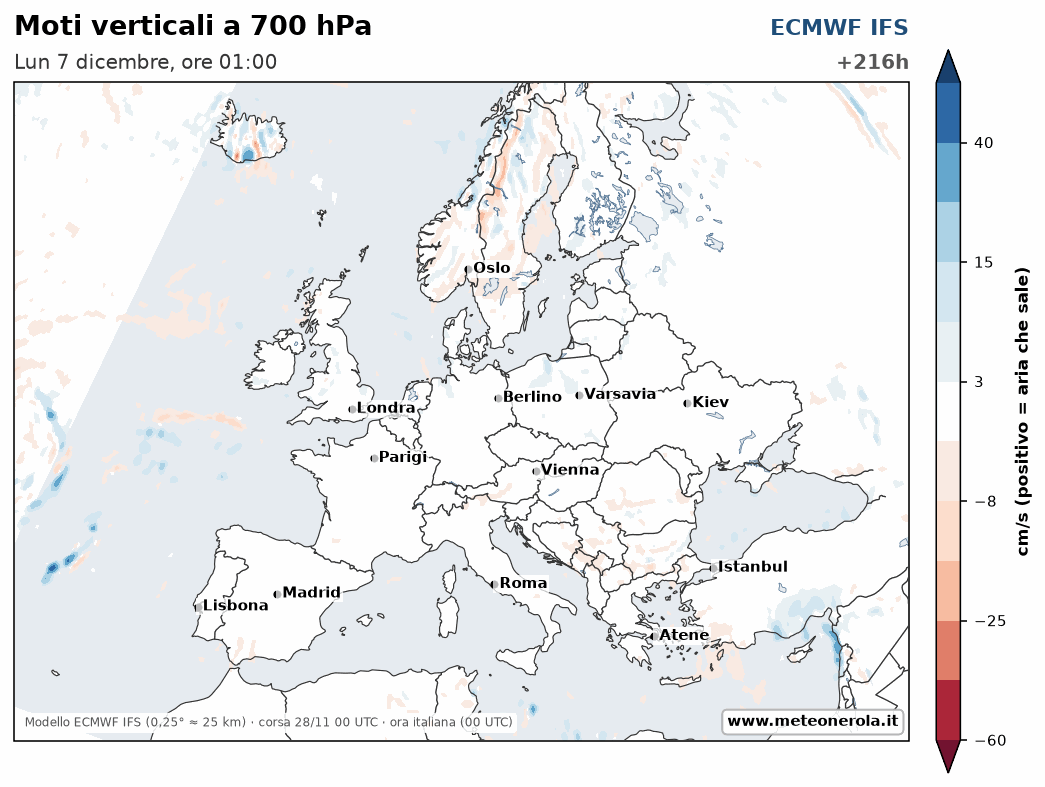 Moti verticali a 700 hPa
ECMWF IFS
Lun 7 dicembre, ore 01:00
+216h
40
15
3
−8
−25
−60
cm/s (positivo = aria che sale)
Oslo
Londra
Berlino
Varsavia
Kiev
Parigi
Vienna
Istanbul
Roma
Madrid
Lisbona
Atene
Modello ECMWF IFS (0,25° ≈ 25 km) · corsa 28/11 00 UTC · ora italiana (00 UTC)
www.meteonerola.it